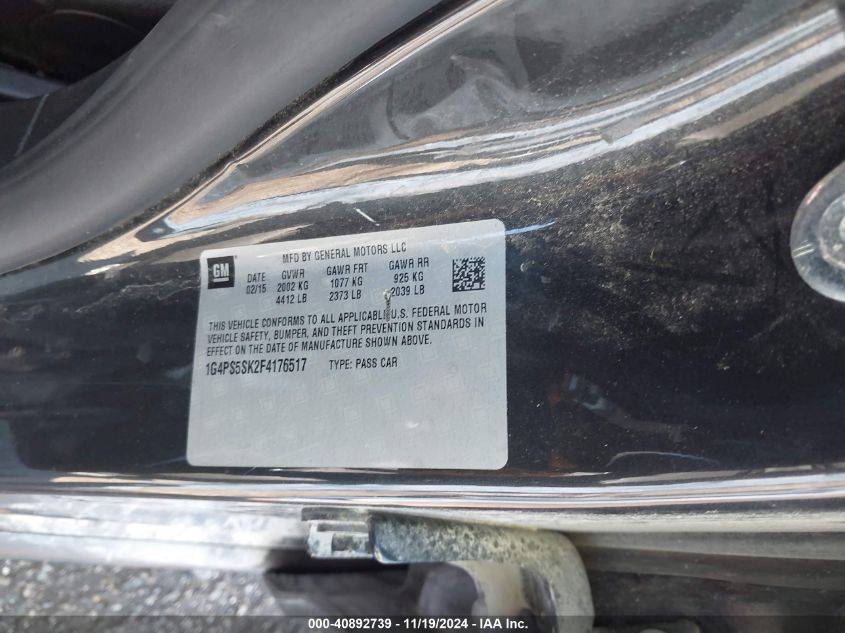 MFD BY GENERAL MOTORS LLC
GM
DATE GVWR GAWR FRT GAWR RR
02/15 2002 KG 1077 KG 925 KG
4412 LB 2373 LB 2039 LB
THIS VEHICLE CONFORMS TO ALL APPLICABLE U.S. FEDERAL MOTOR
VEHICLE SAFETY, BUMPER, AND THEFT PREVENTION STANDARDS IN
EFFECT ON THE DATE OF MANUFACTURE SHOWN ABOVE.
1G4PS5SK2F4176517 TYPE: PASS CAR
000-40892739 - 11/19/2024 - IAA Inc.